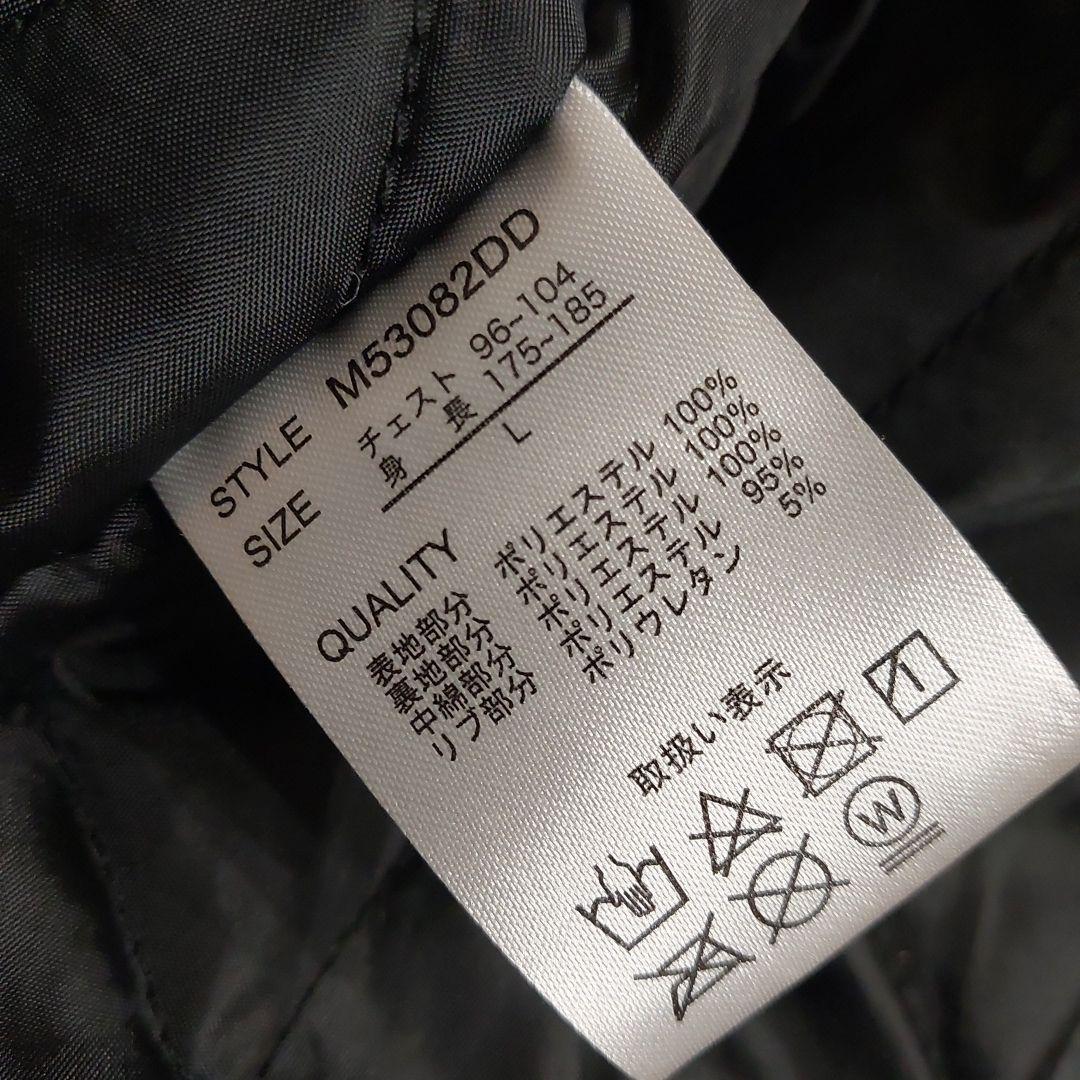 STYLE M53082DD
SIZE チェスト 96~104
身長 175~185
L
QUALITY
表地部分 ポリエステル 100%
裏地部分 ポリエステル 100%
中綿部分 ポリエステル 100%
リブ部分 ポリエステル 95%
ポリウレタン 5%
取扱い表示
W